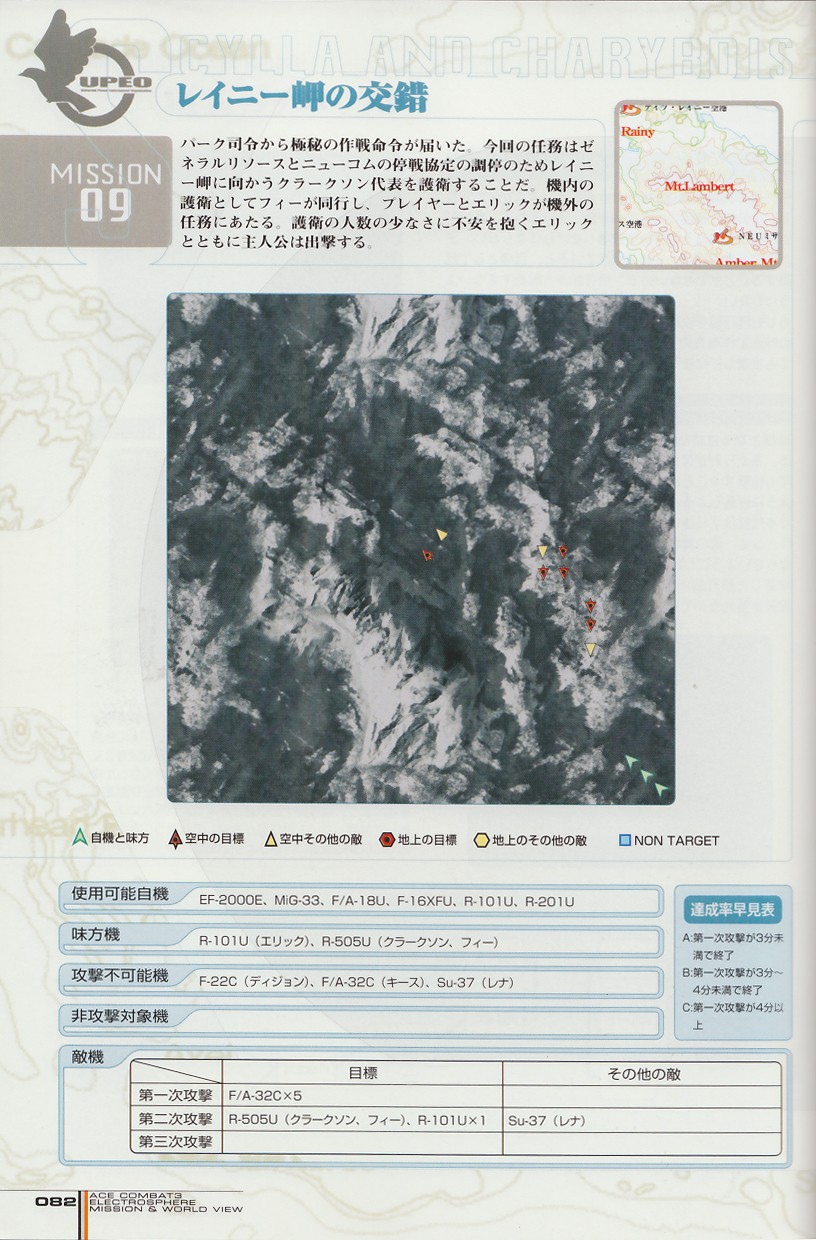 CYLLA AND CHARYBDIS
UPEO
レイニー岬の交錯
MISSION
09
パーク司令から極秘の作戦命令が届いた。今回の任務はゼ
ネラルリソースとニューコムの停戦協定の調停のためレイニ
ー岬に向かうクラークソン代表を護衛することだ。機内の
護衛としてフィーが同行し、プレイヤーとエリックが機外の
任務にあたる。護衛の人数の少なさに不安を抱くエリック
とともに主人公は出撃する。
Rainy
Mt.Lambert
ス空港
NEUミサ
Amber Mt
自機と味方
空中の目標
空中その他の敵
地上の目標
地上のその他の敵
NON TARGET
使用可能自機
EF-2000E、MiG-33、F/A-18U、F-16XFU、R-101U、R-201U
味方機
R-101U（エリック）、R-505U（クラークソン、フィー）
攻撃不可能機
F-22C（ディジョン）、F/A-32C（キース）、Su-37（レナ）
非攻撃対象機
達成率早見表
A:第一次攻撃が3分未
満で終了
B:第一次攻撃が3分～
4分未満で終了
C:第一次攻撃が4分以
上
敵機
目標
その他の敵
第一次攻撃
F/A-32C×5
第二次攻撃
R-505U（クラークソン、フィー）、R-101U×1
Su-37（レナ）
第三次攻撃
082
ACE COMBAT3
ELECTROSPHERE
MISSION & WORLD VIEW